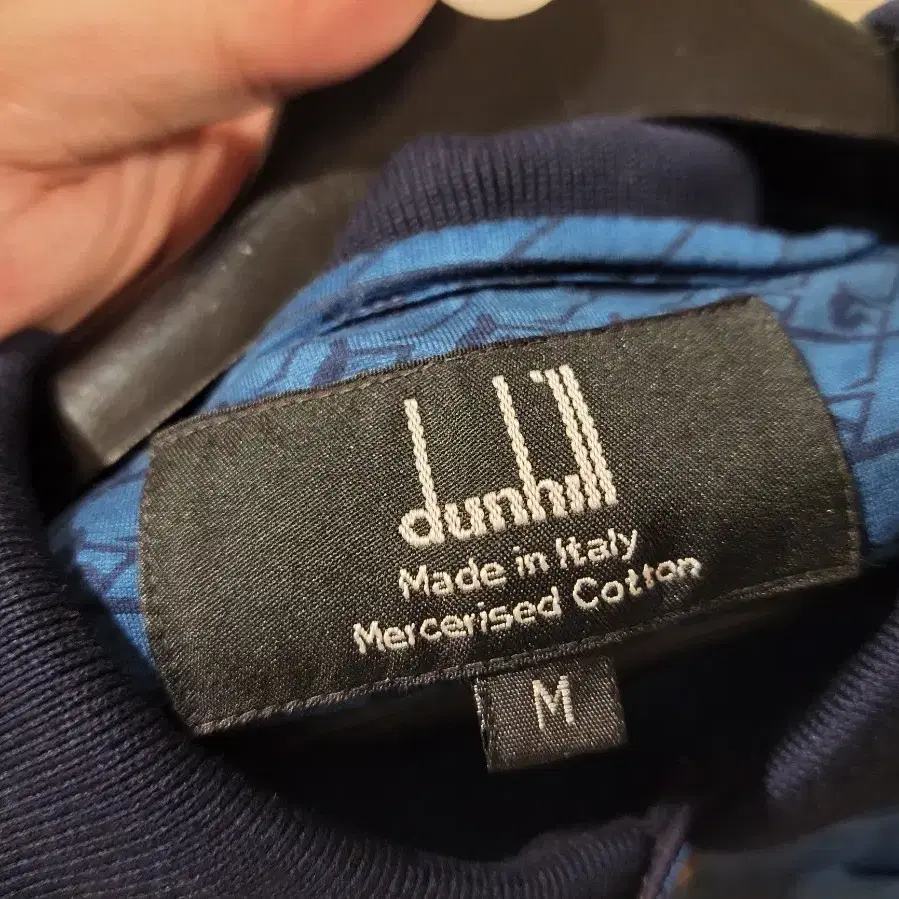 dunhill
Made in Italy
Mercerised Cotton
M